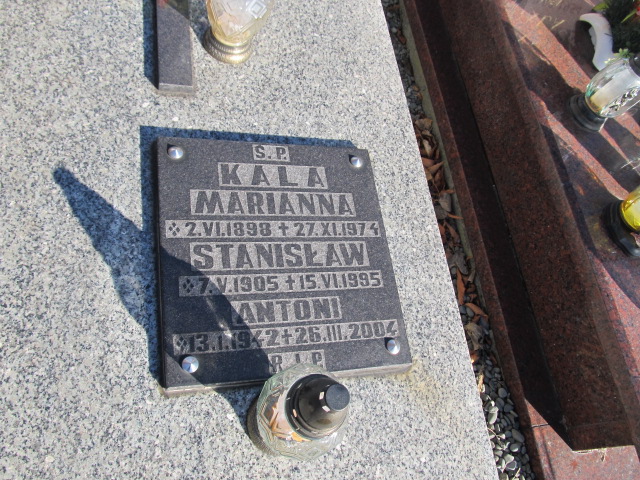 Ś.P.
KALA
MARIANNA
2.VI.1898 + 27.XI.1974
STANISŁAW
7.V.1905 + 15.VI.1995
ANTONI
13.I.1942 + 26.III.2004
R.I.P.